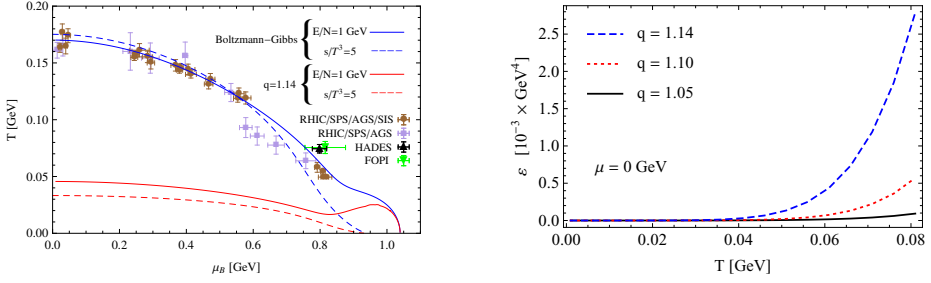 0.20
0.15
0.10
0.05
0.00
T [GeV]
0.0 0.2 0.4 0.6 0.8 1.0
μ_B [GeV]
Boltzmann-Gibbs { E/N=1 GeV
s/T^3=5
q=1.14 { E/N=1 GeV
s/T^3=5
RHIC/SPS/AGS/SIS
RHIC/SPS/AGS
HADES
FOPI
2.5
2.0
1.5
1.0
0.5
0.0
ε [10^-3 × GeV^4]
q = 1.14
q = 1.10
q = 1.05
μ = 0 GeV
0.00 0.02 0.04 0.06 0.08
T [GeV]